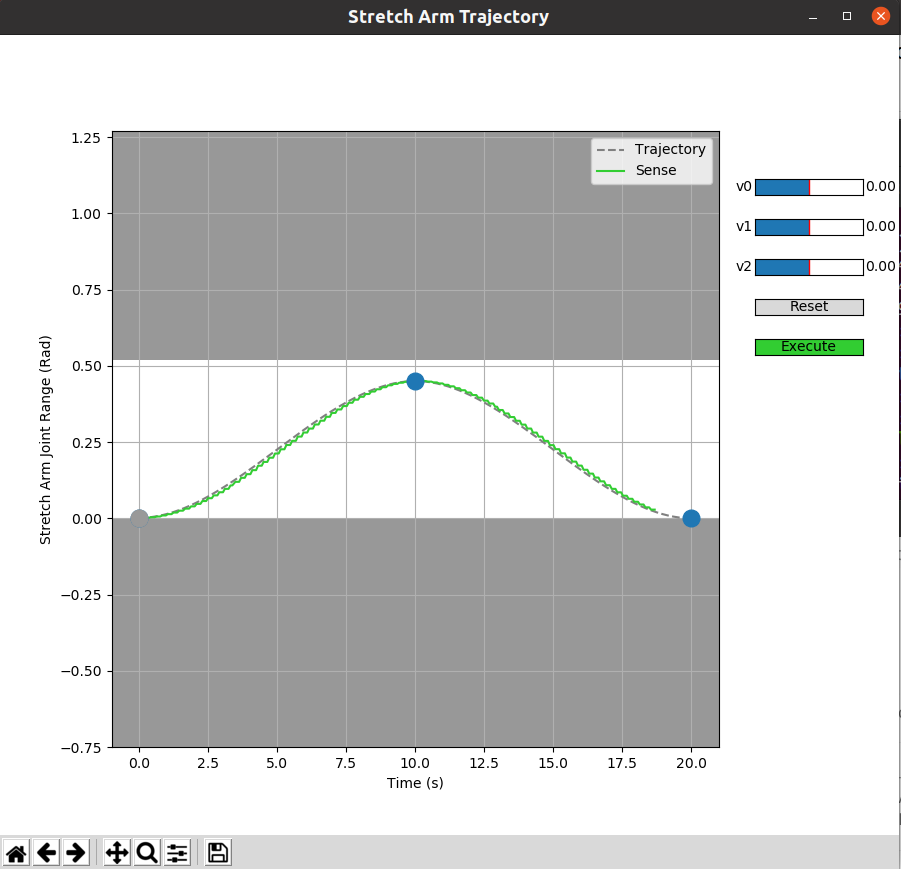 Stretch Arm Trajectory
1.25
1.00
0.75
0.50
0.25
0.00
−0.25
−0.50
−0.75
Stretch Arm Joint Range (Rad)
Trajectory
Sense
0.0 2.5 5.0 7.5 10.0 12.5 15.0 17.5 20.0
Time (s)
v0 0.00
v1 0.00
v2 0.00
Reset
Execute